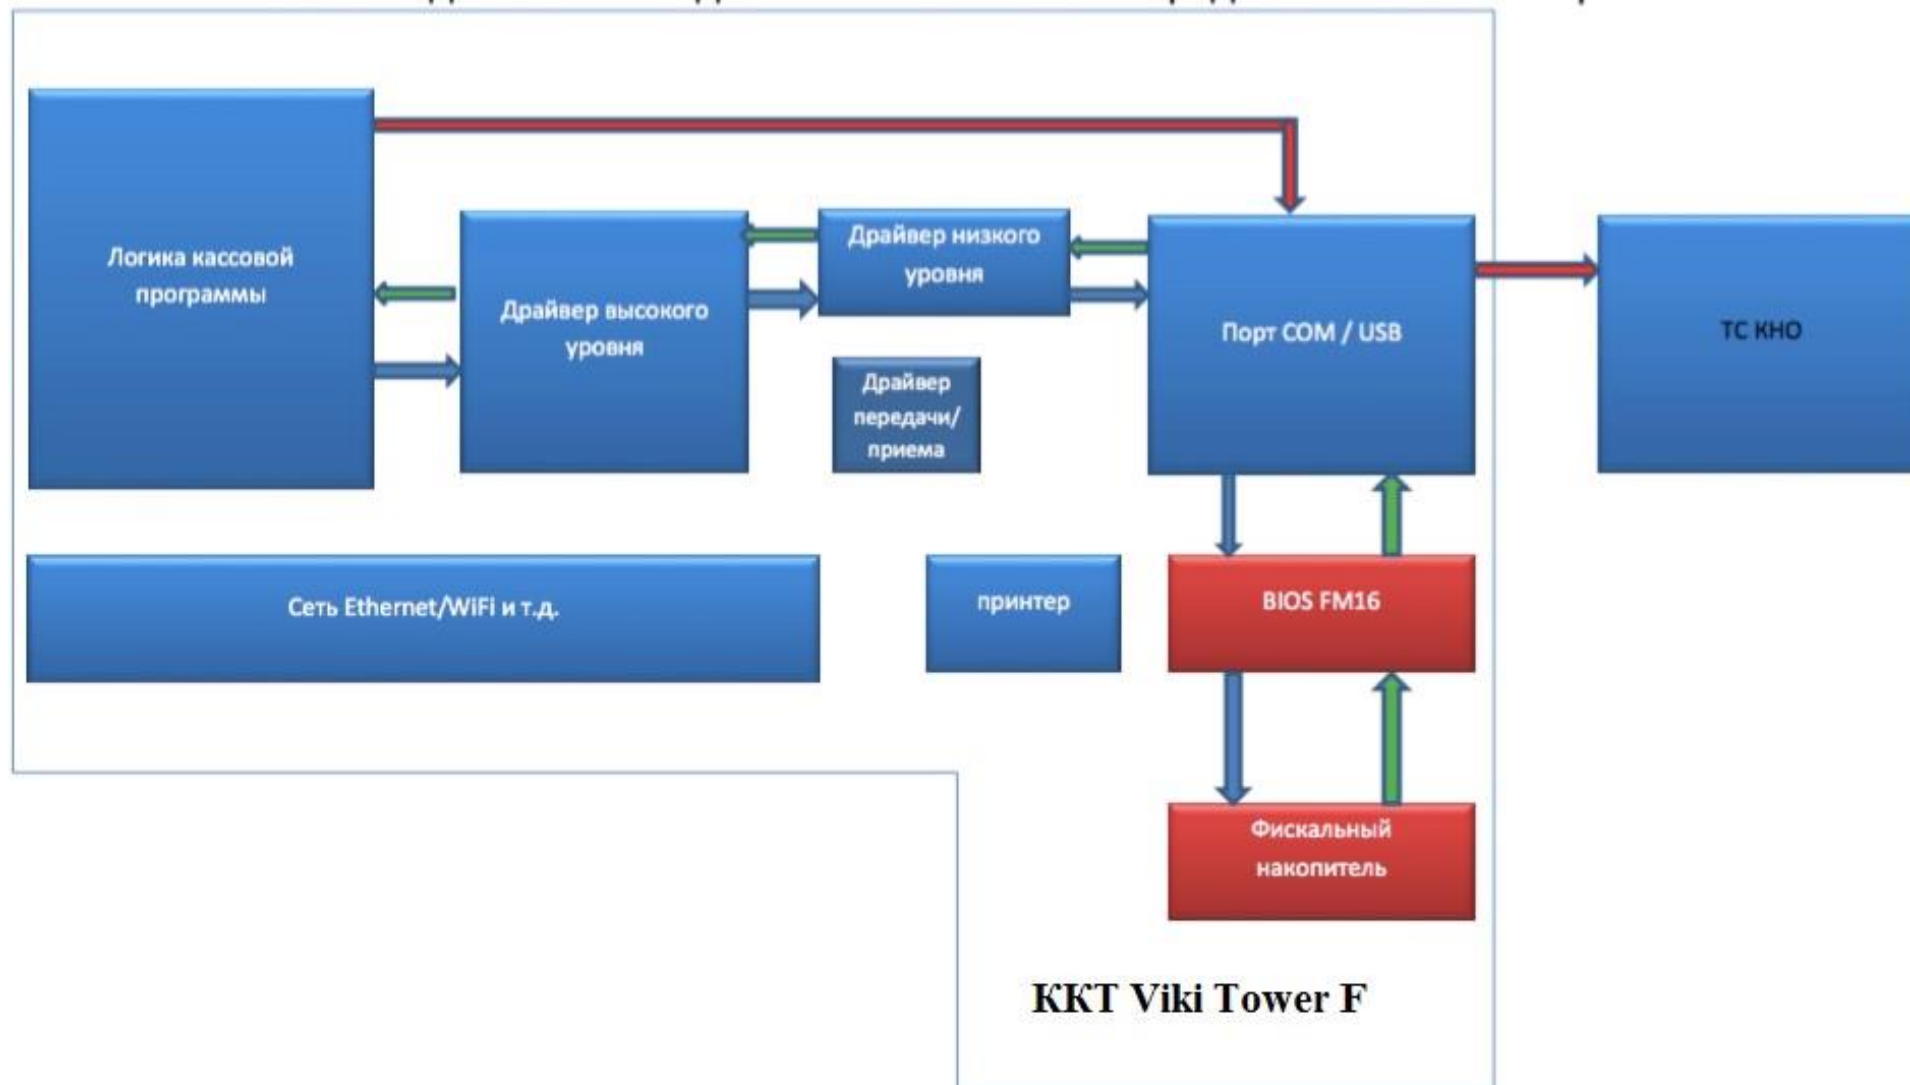 Логика кассовой
программы
Драйвер высокого
уровня
Драйвер низкого
уровня
Драйвер
передачи/
приема
Порт COM / USB
ТС КНО
Сеть Ethernet/WiFi и т.д.
принтер
BIOS FM16
Фискальный
накопитель
ККТ Viki Tower F